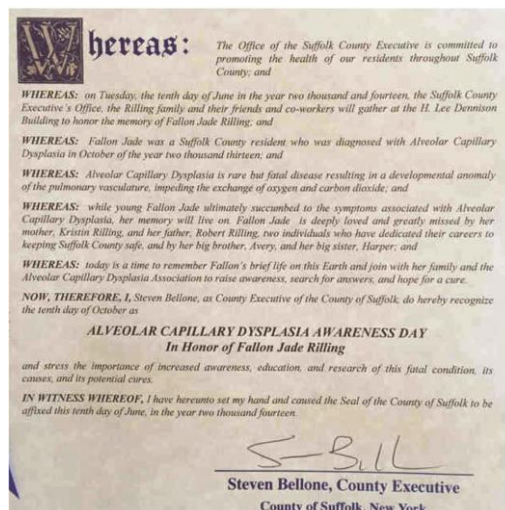 Whereas:
The Office of the Suffolk County Executive is committed to
promoting the health of our residents throughout Suffolk
County; and
WHEREAS: on Tuesday, the tenth day of June in the year two thousand and fourteen, the Suffolk County
Executive's Office, the Rilling family and their friends and co-workers will gather at the H. Lee Dennison
Building to honor the memory of Fallon Jade Rilling; and
WHEREAS: Fallon Jade was a Suffolk County resident who was diagnosed with Alveolar Capillary
Dysplasia in October of the year two thousand thirteen; and
WHEREAS: Alveolar Capillary Dysplasia is rare but fatal disease resulting in a developmental anomaly
of the pulmonary vasculature, impeding the exchange of oxygen and carbon dioxide; and
WHEREAS: while young Fallon Jade ultimately succumbed to the symptoms associated with Alveolar
Capillary Dysplasia, her memory will live on. Fallon Jade is deeply loved and greatly missed by her
mother, Kristin Rilling, and her father, Robert Rilling, two individuals who have dedicated their careers to
keeping Suffolk County safe, and by her big brother, Avery, and her big sister, Harper; and
WHEREAS: today is a time to remember Fallon's brief life on this Earth and join with her family and the
Alveolar Capillary Dysplasia Association to raise awareness, search for answers, and hope for a cure.
NOW, THEREFORE, I, Steven Bellone, as County Executive of the County of Suffolk, do hereby recognize
the tenth day of October as
ALVEOLAR CAPILLARY DYSPLASIA AWARENESS DAY
In Honor of Fallon Jade Rilling
and stress the importance of increased awareness, education, and research of this fatal condition, its
causes, and its potential cures.
IN WITNESS WHEREOF, I have hereunto set my hand and caused the Seal of the County of Suffolk to be
affixed this tenth day of June, in the year two thousand fourteen.
Steven Bellone, County Executive
County of Suffolk, New York